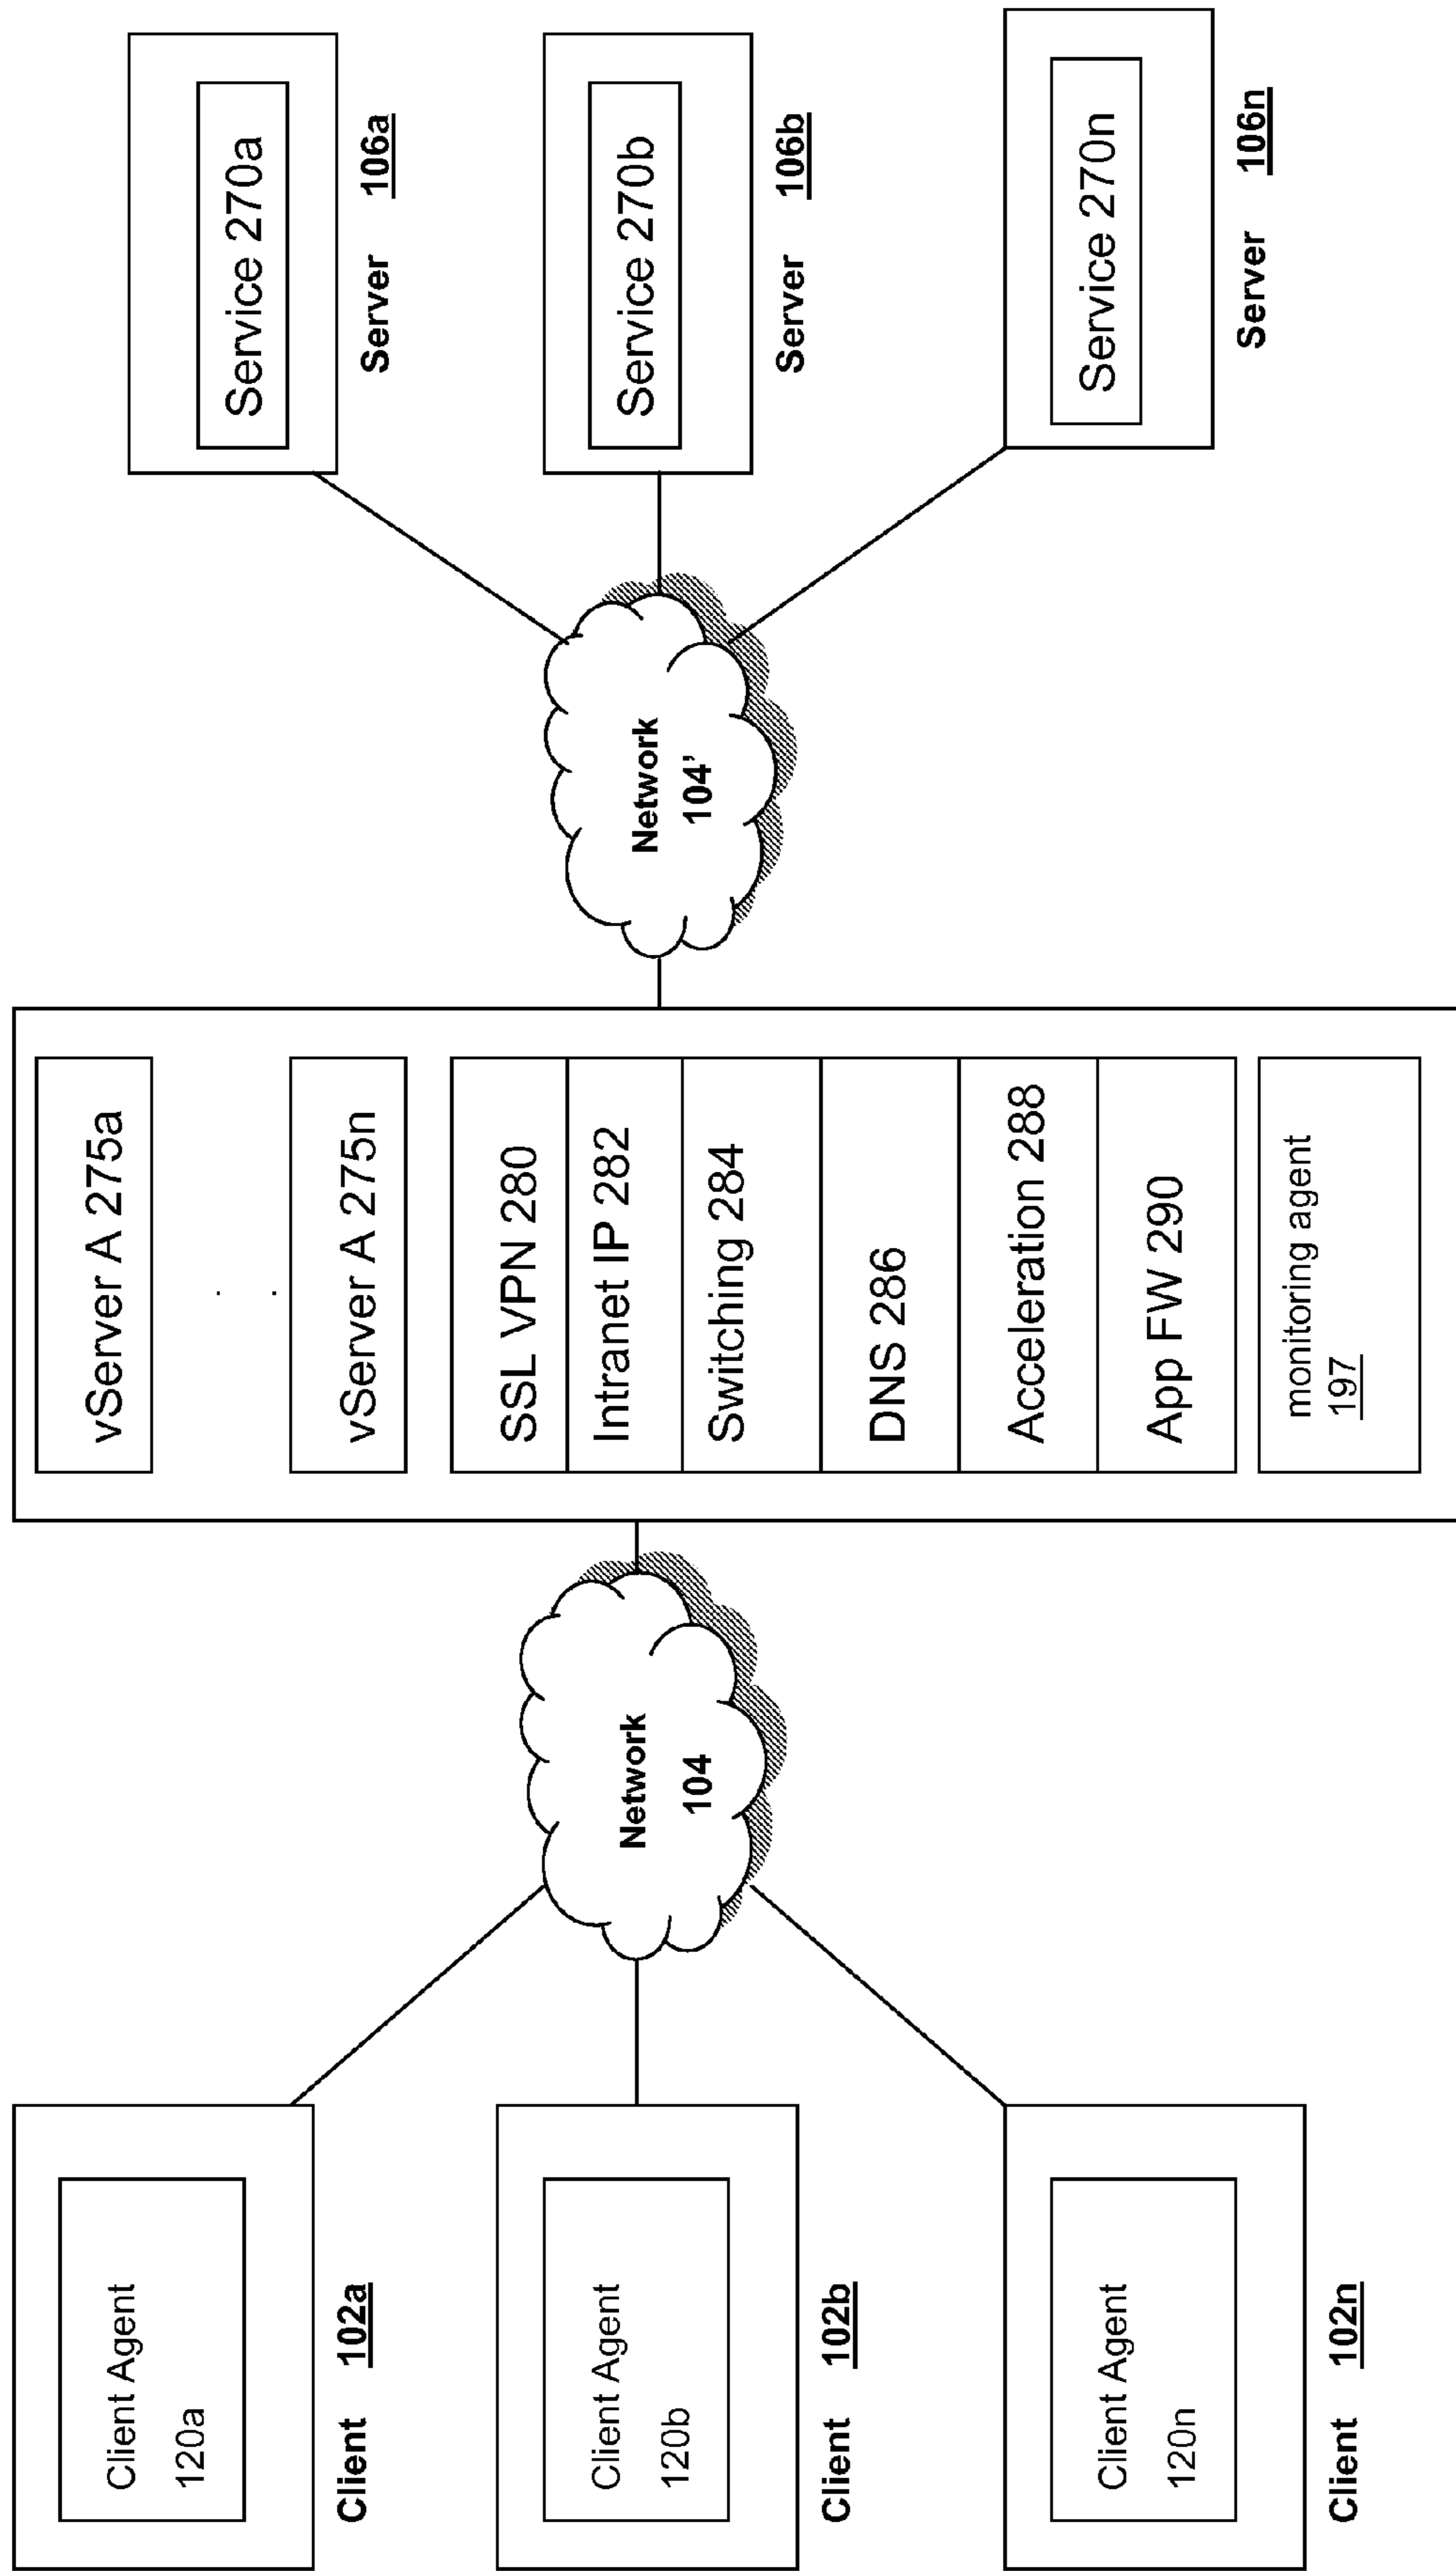 Client Agent
120a
Client 102a
Client Agent
120b
Client 102b
Client Agent
120n
Client 102n
Network
104
vServer A 275a
vServer A 275n
SSL VPN 280
Intranet IP 282
Switching 284
DNS 286
Acceleration 288
App FW 290
monitoring agent
197
Network
104'
Service 270a
Server 106a
Service 270b
Server 106b
Service 270n
Server 106n